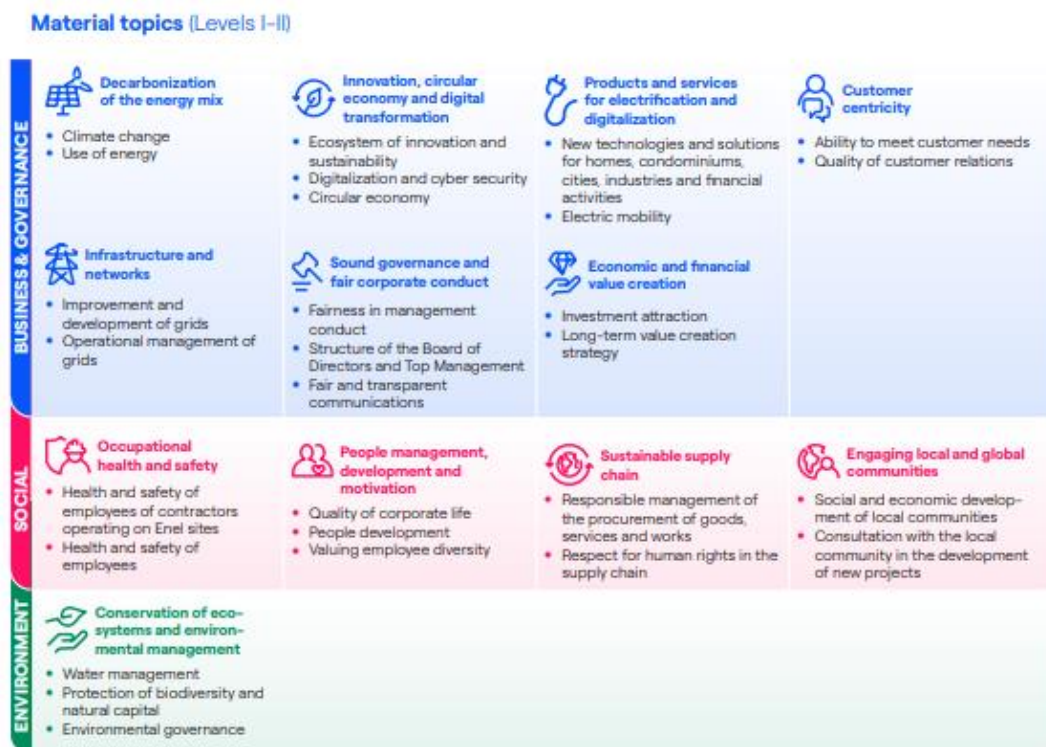 Material topics (Levels I-II)
BUSINESS & GOVERNANCE
Decarbonization
of the energy mix
• Climate change
• Use of energy
Innovation, circular
economy and digital
transformation
• Ecosystem of innovation and
sustainability
• Digitalization and cyber security
• Circular economy
Products and services
for electrification and
digitalization
• New technologies and solutions
for homes, condominiums,
cities, industries and financial
activities
• Electric mobility
Customer
centricity
• Ability to meet customer needs
• Quality of customer relations
Infrastructure and
networks
• Improvement and
development of grids
• Operational management of
grids
Sound governance and
fair corporate conduct
• Fairness in management
conduct
• Structure of the Board of
Directors and Top Management
• Fair and transparent
communications
Economic and financial
value creation
• Investment attraction
• Long-term value creation
strategy
SOCIAL
Occupational
health and safety
• Health and safety of
employees of contractors
operating on Enel sites
• Health and safety of
employees
People management,
development and
motivation
• Quality of corporate life
• People development
• Valuing employee diversity
Sustainable supply
chain
• Responsible management of
the procurement of goods,
services and works
• Respect for human rights in the
supply chain
Engaging local and global
communities
• Social and economic develop-
ment of local communities
• Consultation with the local
community in the development
of new projects
ENVIRONMENT
Conservation of eco-
systems and environ-
mental management
• Water management
• Protection of biodiversity and
natural capital
• Environmental governance